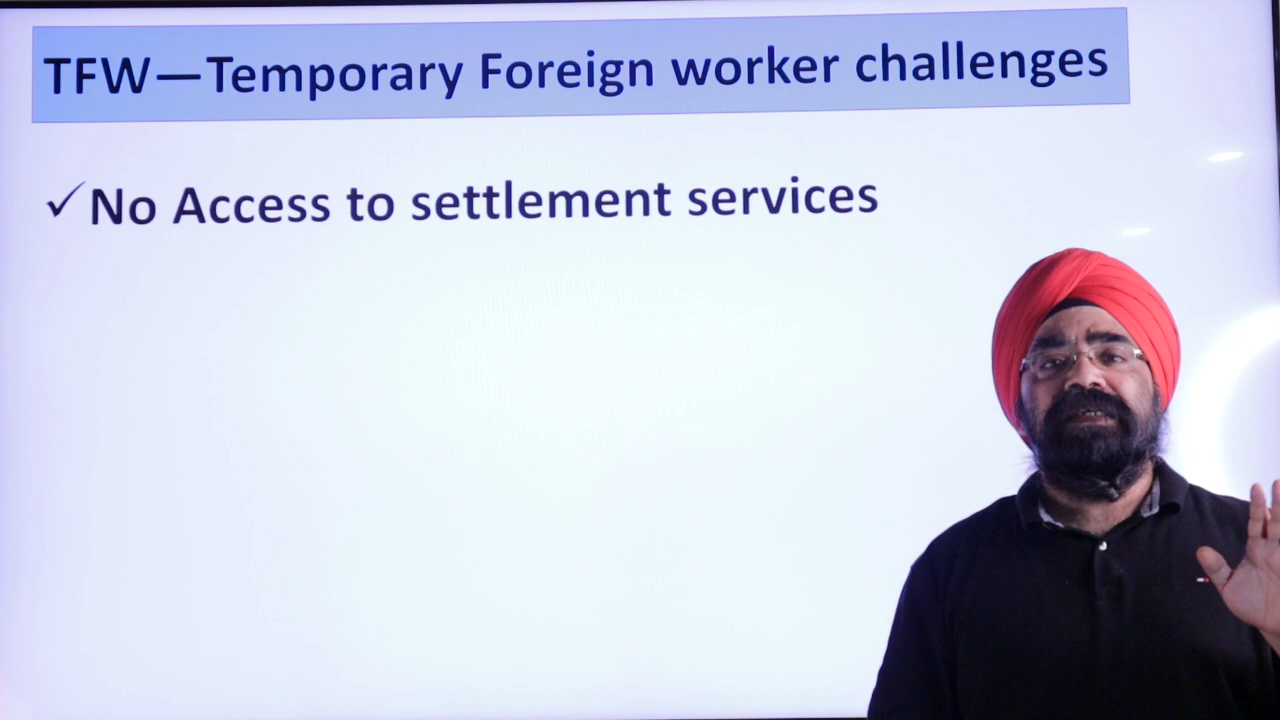 TFW—Temporary Foreign worker challenges
✓No Access to settlement services